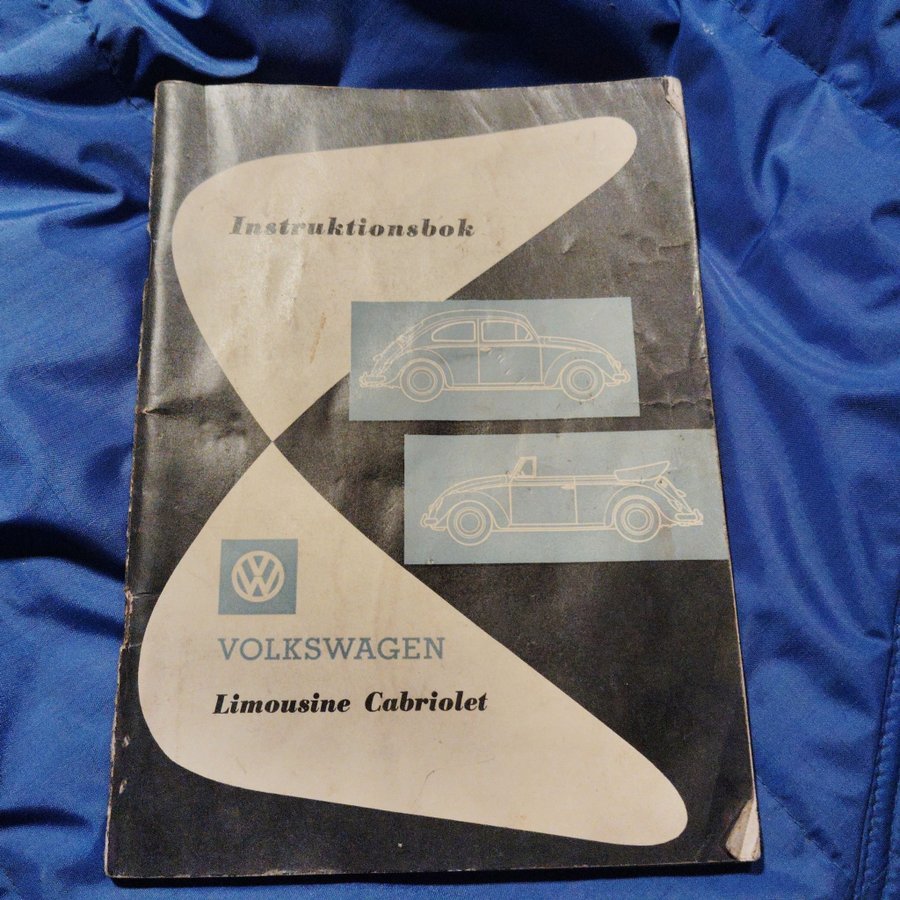 Instruktionsbok
VW
VOLKSWAGEN
Limousine Cabriolet